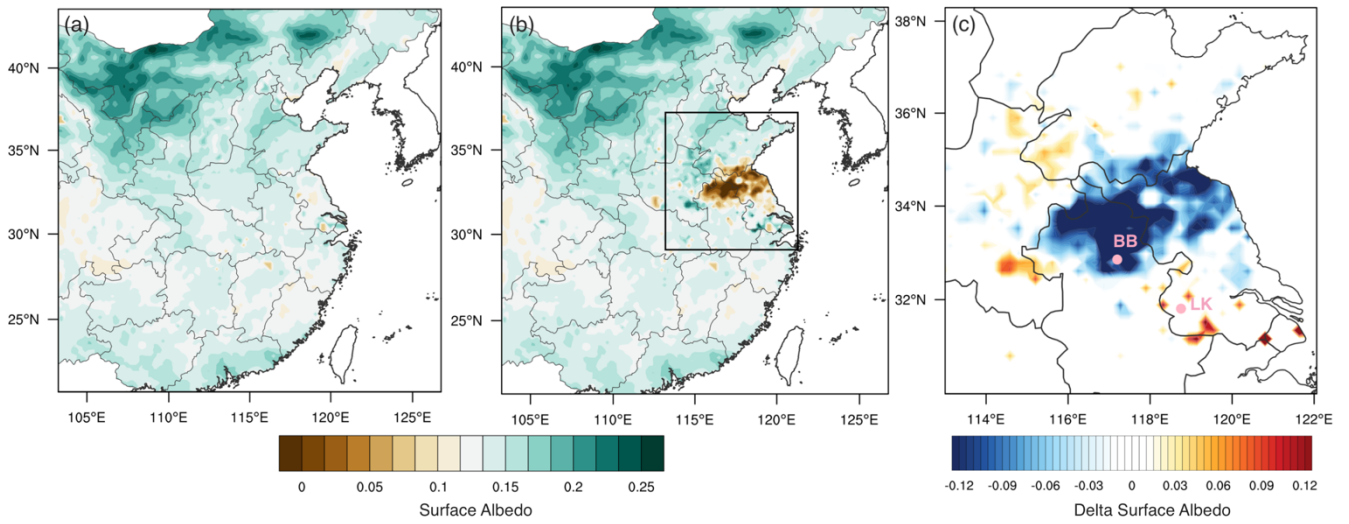 (a)
(b)
(c)
40°N
35°N
30°N
25°N
105°E 110°E 115°E 120°E 125°E
40°N
35°N
30°N
25°N
105°E 110°E 115°E 120°E 125°E
38°N
36°N
34°N
32°N
BB
LK
114°E 116°E 118°E 120°E 122°E
0 0.05 0.1 0.15 0.2 0.25
Surface Albedo
-0.12 -0.09 -0.06 -0.03 0 0.03 0.06 0.09 0.12
Delta Surface Albedo